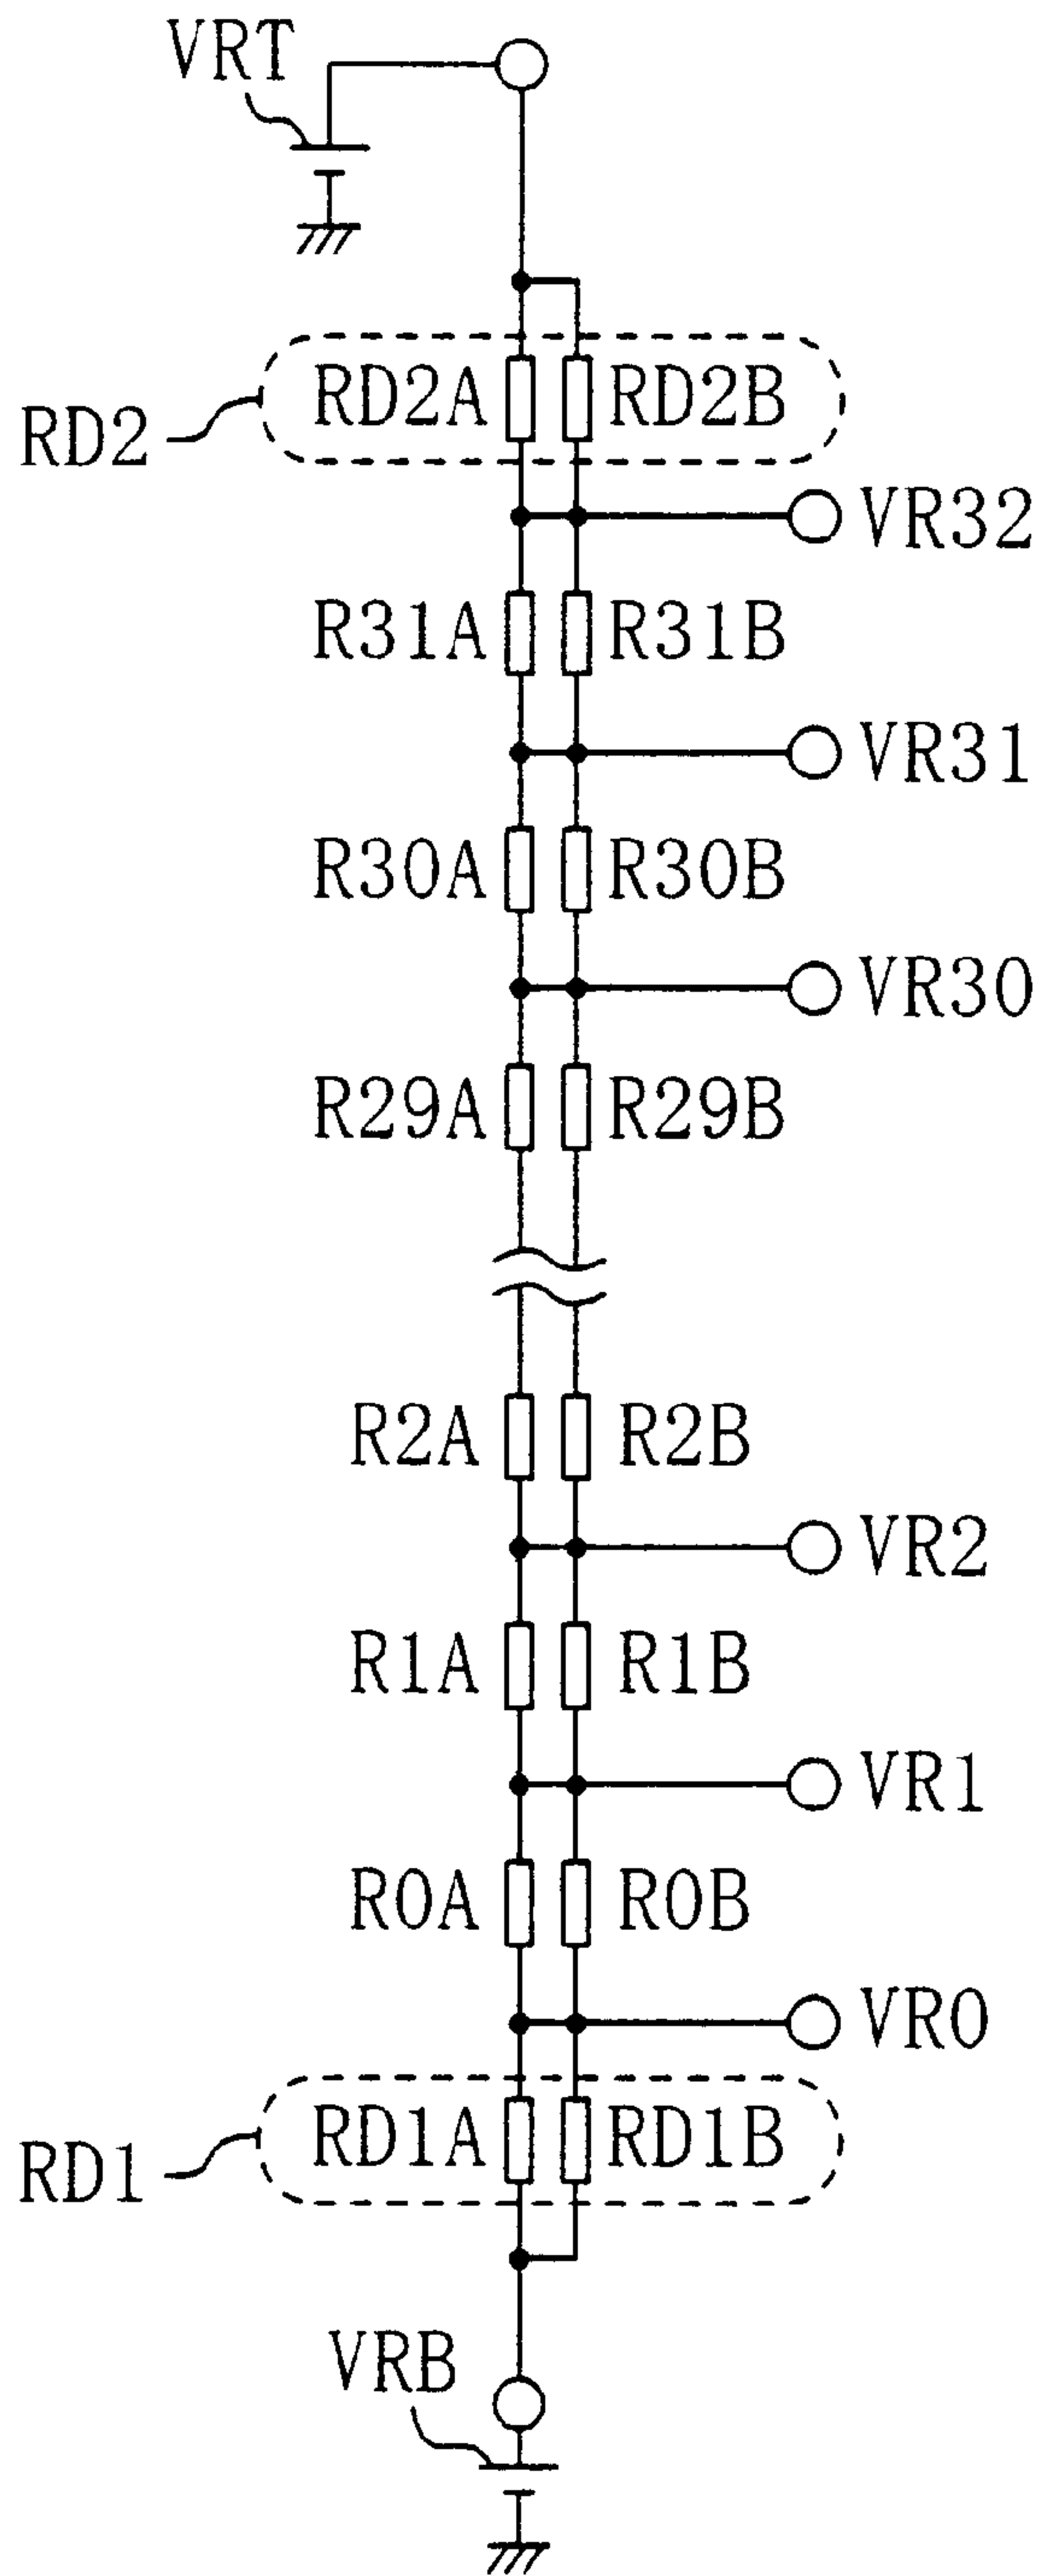 VRT
RD2A RD2B
RD2
VR32
R31A R31B
VR31
R30A R30B
VR30
R29A R29B
R2A R2B
VR2
R1A R1B
VR1
R0A R0B
VR0
RD1A RD1B
RD1
VRB